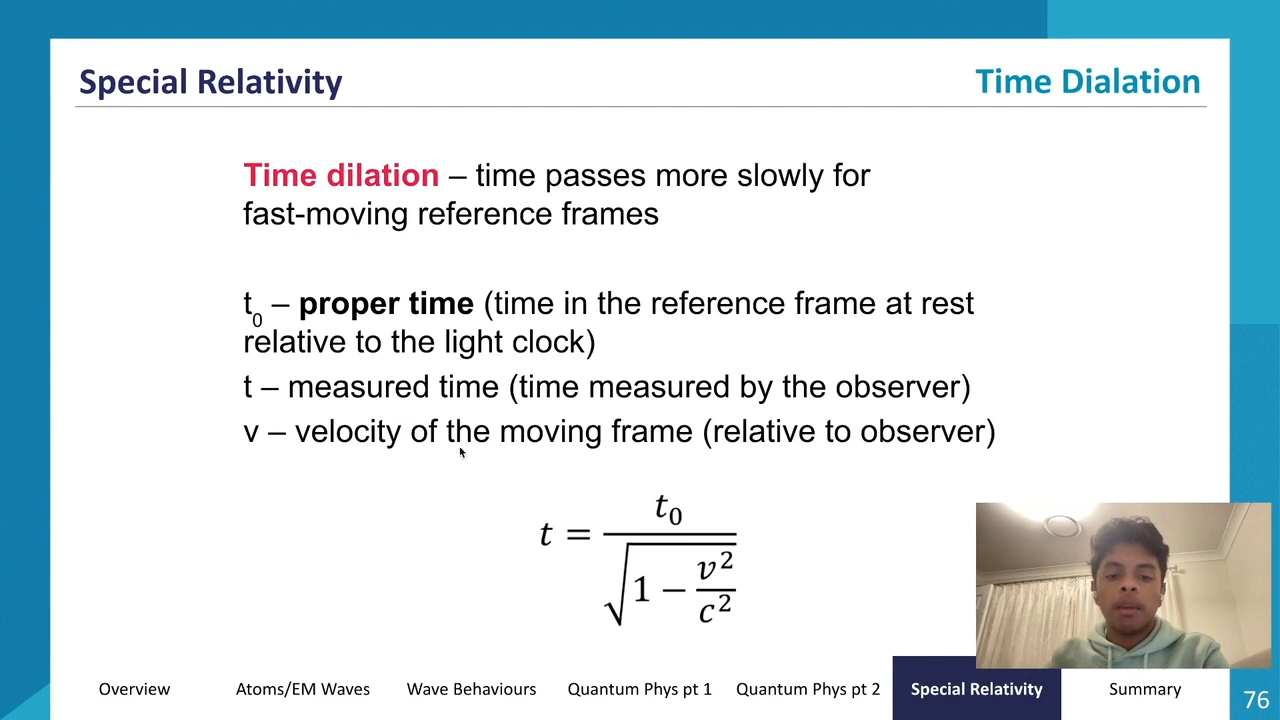 Special Relativity
Time Dialation
Time dilation – time passes more slowly for
fast-moving reference frames
t₀ – proper time (time in the reference frame at rest
relative to the light clock)
t – measured time (time measured by the observer)
v – velocity of the moving frame (relative to observer)
t = t₀ / √(1 − v²/c²)
Overview
Atoms/EM Waves
Wave Behaviours
Quantum Phys pt 1
Quantum Phys pt 2
Special Relativity
Summary
76